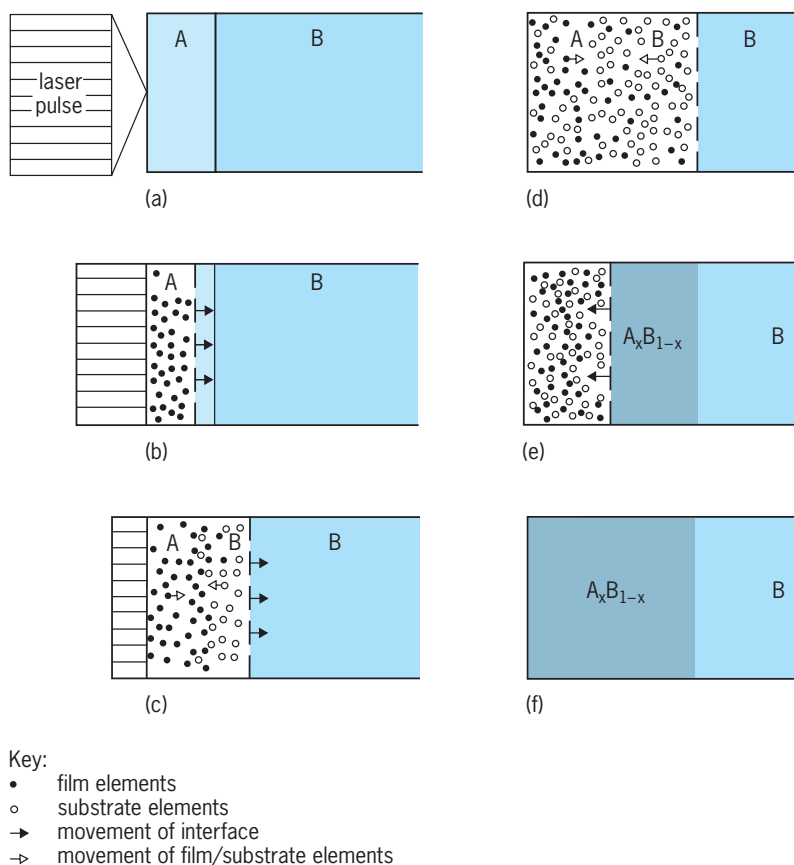 laser
pulse
A
B
(a)
A
B
(b)
A
B
B
(c)
A
B
B
(d)
AₓB₁₋ₓ
B
(e)
AₓB₁₋ₓ
B
(f)
Key:
film elements
substrate elements
movement of interface
movement of film/substrate elements